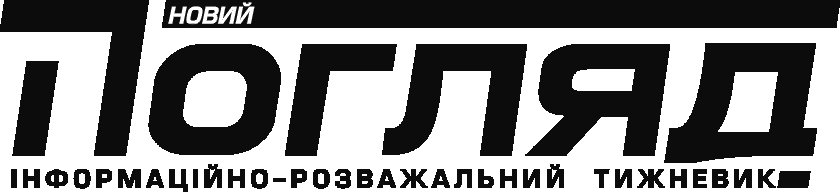 НОВИЙ
ПОГЛЯД
ІНФОРМАЦІЙНО-РОЗВАЖАЛЬНИЙ ТИЖНЕВИК